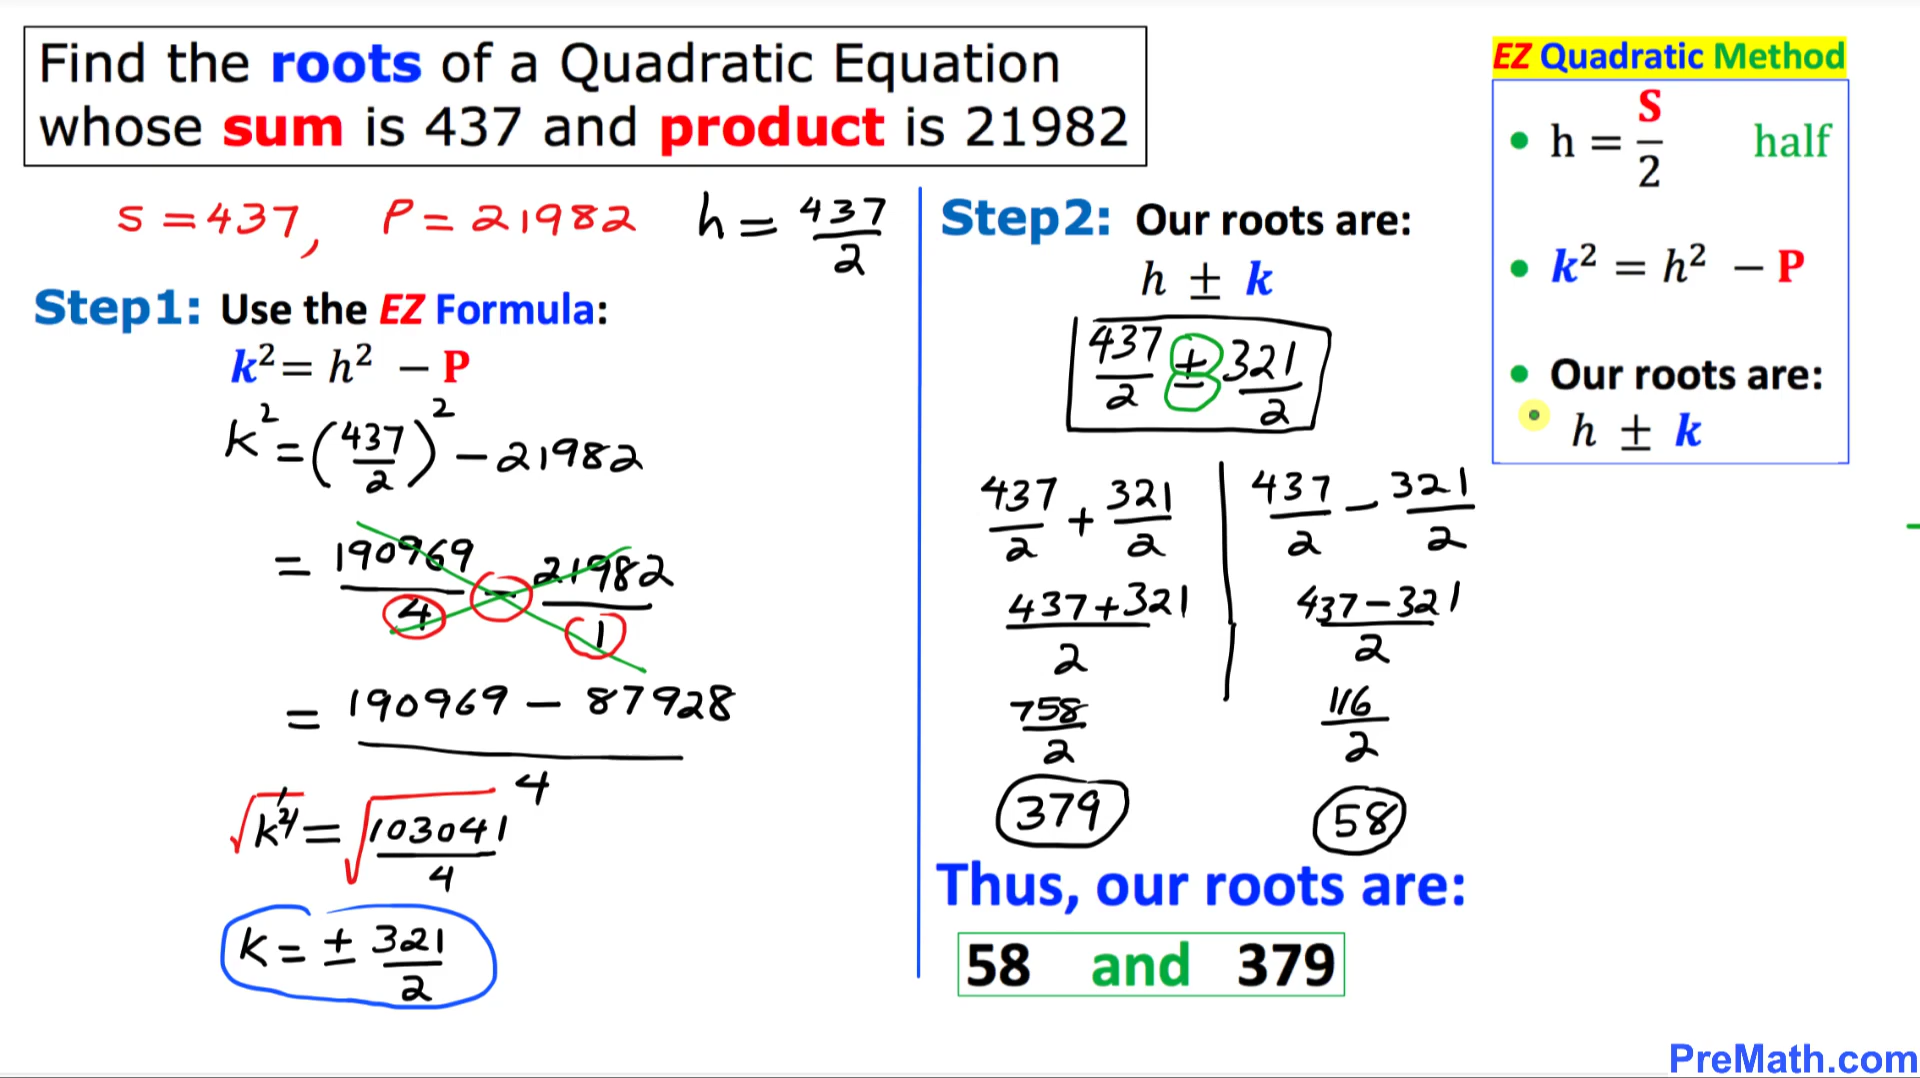 Find the roots of a Quadratic Equation
whose sum is 437 and product is 21982
S = 437, P = 21982 h = 437/2
Step1: Use the EZ Formula:
k² = h² − P
k² = (437/2)² − 21982
= 190969/4 − 21982/1
= 190969 − 87928 / 4
√k² = √103041/4
k = ± 321/2
Step2: Our roots are:
h ± k
437/2 ± 321/2
437/2 + 321/2
437+321 / 2
758/2
379
437/2 − 321/2
437−321 / 2
116/2
58
Thus, our roots are:
58 and 379
EZ Quadratic Method
• h = S/2 half
• k² = h² − P
• Our roots are:
h ± k
PreMath.com